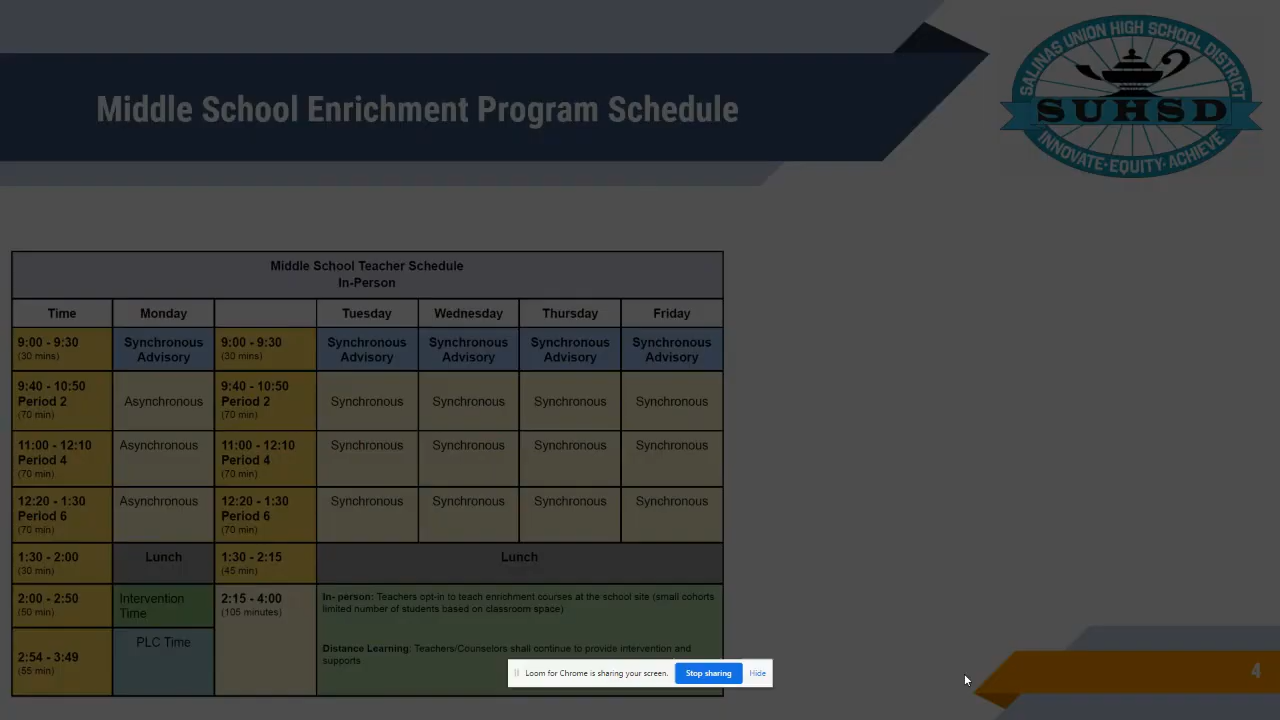 Middle School Enrichment Program Schedule
SALINAS UNION HIGH SCHOOL DISTRICT
SUHSD
INNOVATE·EQUITY·ACHIEVE
Middle School Teacher Schedule
In-Person
Time Monday Tuesday Wednesday Thursday Friday
9:00 - 9:30 Synchronous 9:00 - 9:30 Synchronous Synchronous Synchronous Synchronous
(30 mins) Advisory (30 mins) Advisory Advisory Advisory Advisory
9:40 - 10:50 9:40 - 10:50
Period 2 Asynchronous Period 2 Synchronous Synchronous Synchronous Synchronous
(70 min) (70 min)
11:00 - 12:10 Asynchronous 11:00 - 12:10 Synchronous Synchronous Synchronous Synchronous
Period 4 Period 4
(70 min) (70 min)
12:20 - 1:30 Asynchronous 12:20 - 1:30 Synchronous Synchronous Synchronous Synchronous
Period 6 Period 6
(70 min) (70 min)
1:30 - 2:00 Lunch 1:30 - 2:15 Lunch
(30 min) (45 min)
2:00 - 2:50 Intervention 2:15 - 4:00 In- person: Teachers opt-in to teach enrichment courses at the school site (small cohorts
(50 min) Time (105 minutes) limited number of students based on classroom space)
PLC Time
2:54 - 3:49 Distance Learning: Teachers/Counselors shall continue to provide intervention and
(55 min) supports
Loom for Chrome is sharing your screen. Stop sharing Hide
4